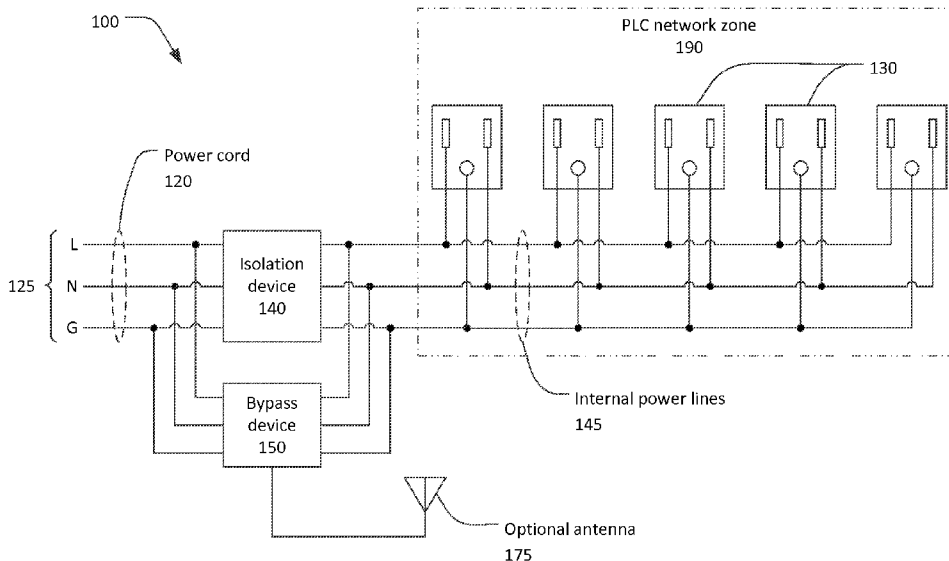 100
PLC network zone
190
130
Power cord
120
L
Isolation
device
140
125
N
G
Bypass
device
150
Internal power lines
145
Optional antenna
175